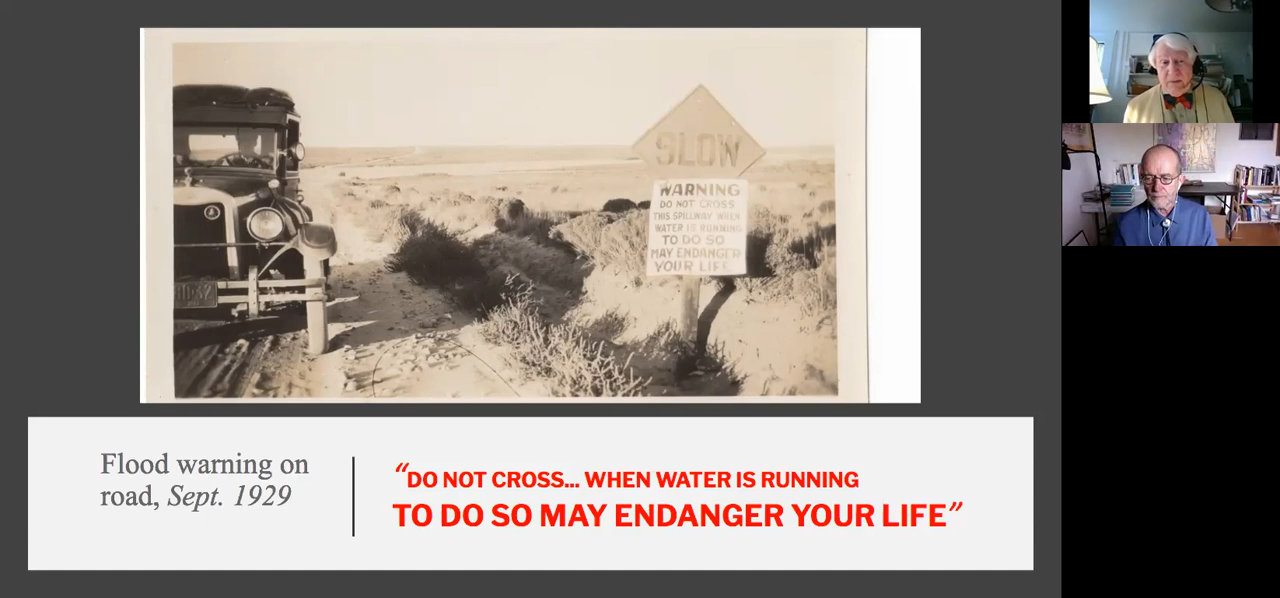 SLOW
WARNING
DO NOT CROSS
THIS SPILLWAY WHEN
WATER IS RUNNING
TO DO SO
MAY ENDANGER
YOUR LIFE
Flood warning on
road, Sept. 1929
“DO NOT CROSS... WHEN WATER IS RUNNING
TO DO SO MAY ENDANGER YOUR LIFE”